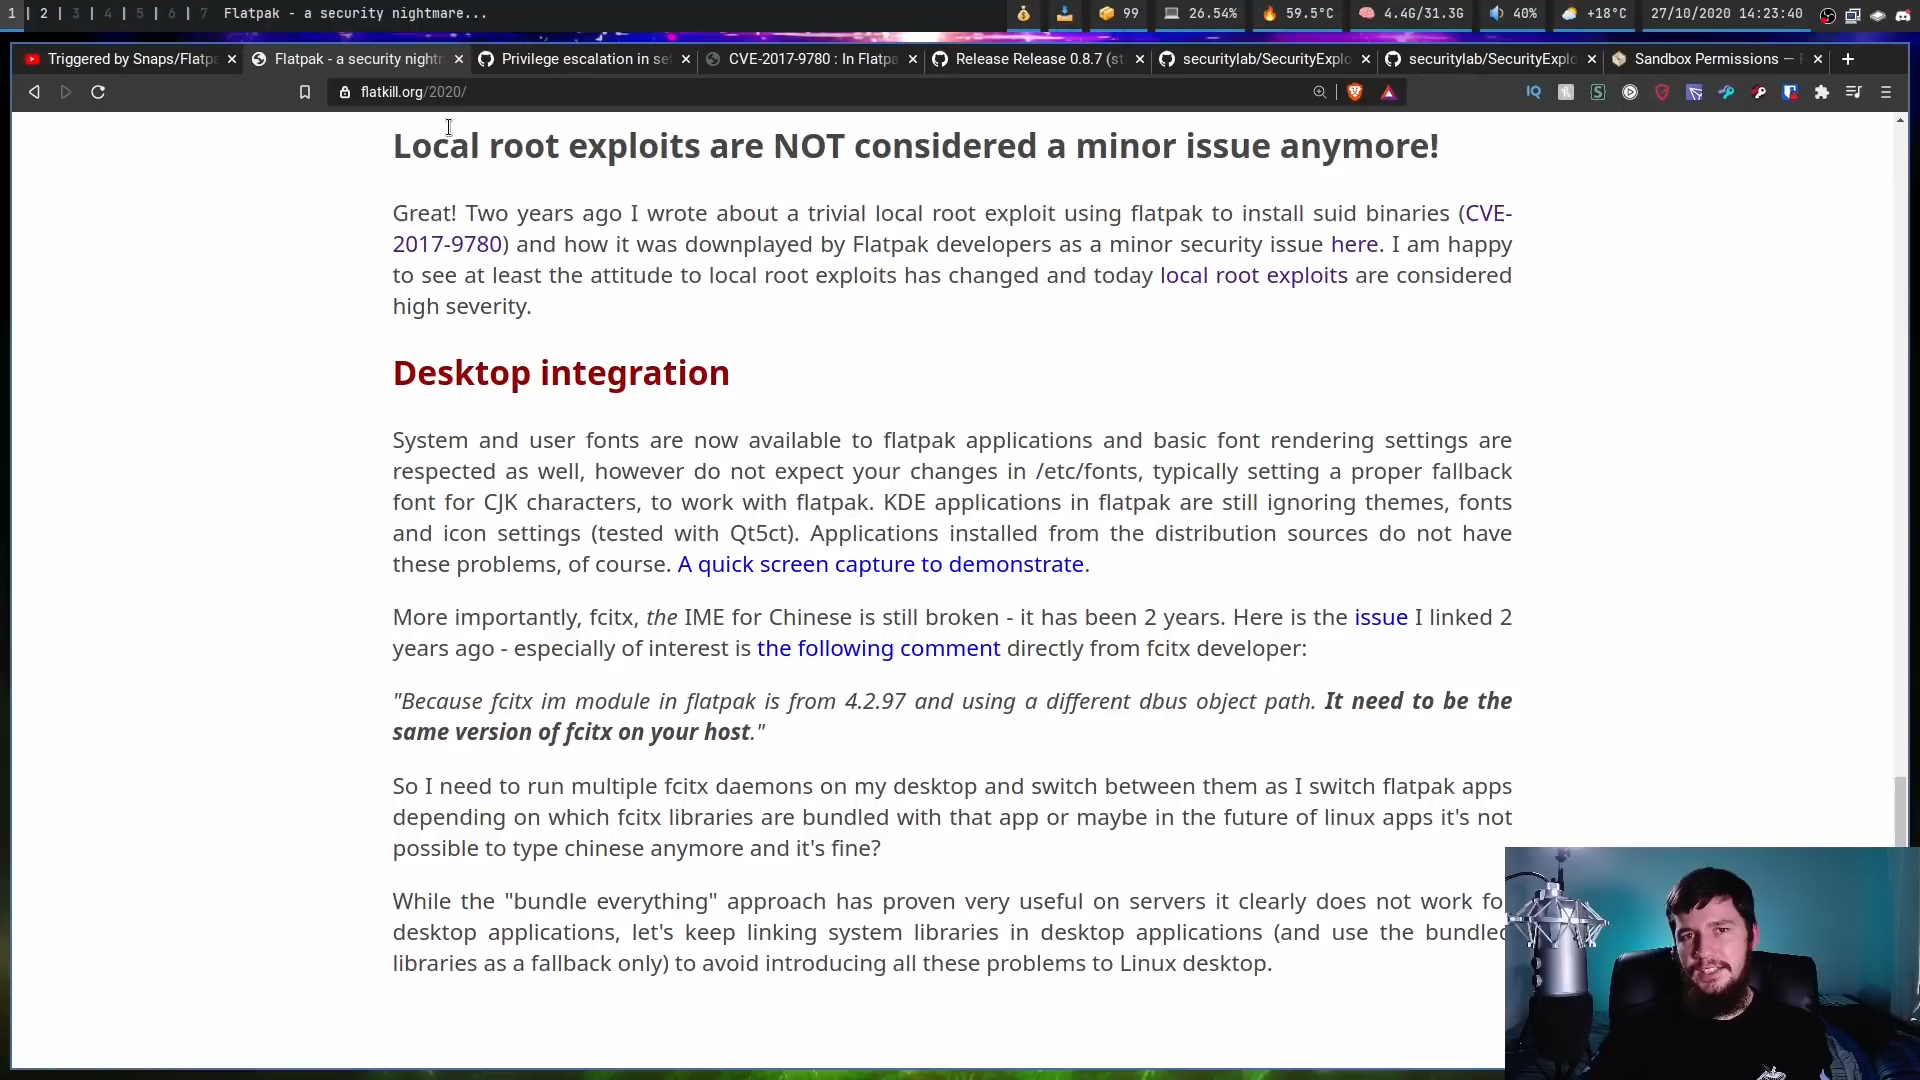 1 | 2 | 3 | 4 | 5 | 6 | 7 Flatpak - a security nightmare... 99 26.54% 59.5°C 4.4G/31.3G 40% +18°C 27/10/2020 14:23:40
Triggered by Snaps/Flatpa Flatpak - a security nightm Privilege escalation in se CVE-2017-9780 : In Flatpa Release Release 0.8.7 (st securitylab/SecurityExplo securitylab/SecurityExplo Sandbox Permissions —
flatkill.org/2020/
Local root exploits are NOT considered a minor issue anymore!
Great! Two years ago I wrote about a trivial local root exploit using flatpak to install suid binaries (CVE-
2017-9780) and how it was downplayed by Flatpak developers as a minor security issue here. I am happy
to see at least the attitude to local root exploits has changed and today local root exploits are considered
high severity.
Desktop integration
System and user fonts are now available to flatpak applications and basic font rendering settings are
respected as well, however do not expect your changes in /etc/fonts, typically setting a proper fallback
font for CJK characters, to work with flatpak. KDE applications in flatpak are still ignoring themes, fonts
and icon settings (tested with Qt5ct). Applications installed from the distribution sources do not have
these problems, of course. A quick screen capture to demonstrate.
More importantly, fcitx, the IME for Chinese is still broken - it has been 2 years. Here is the issue I linked 2
years ago - especially of interest is the following comment directly from fcitx developer:
"Because fcitx im module in flatpak is from 4.2.97 and using a different dbus object path. It need to be the
same version of fcitx on your host."
So I need to run multiple fcitx daemons on my desktop and switch between them as I switch flatpak apps
depending on which fcitx libraries are bundled with that app or maybe in the future of linux apps it's not
possible to type chinese anymore and it's fine?
While the "bundle everything" approach has proven very useful on servers it clearly does not work fo
desktop applications, let's keep linking system libraries in desktop applications (and use the bundled
libraries as a fallback only) to avoid introducing all these problems to Linux desktop.